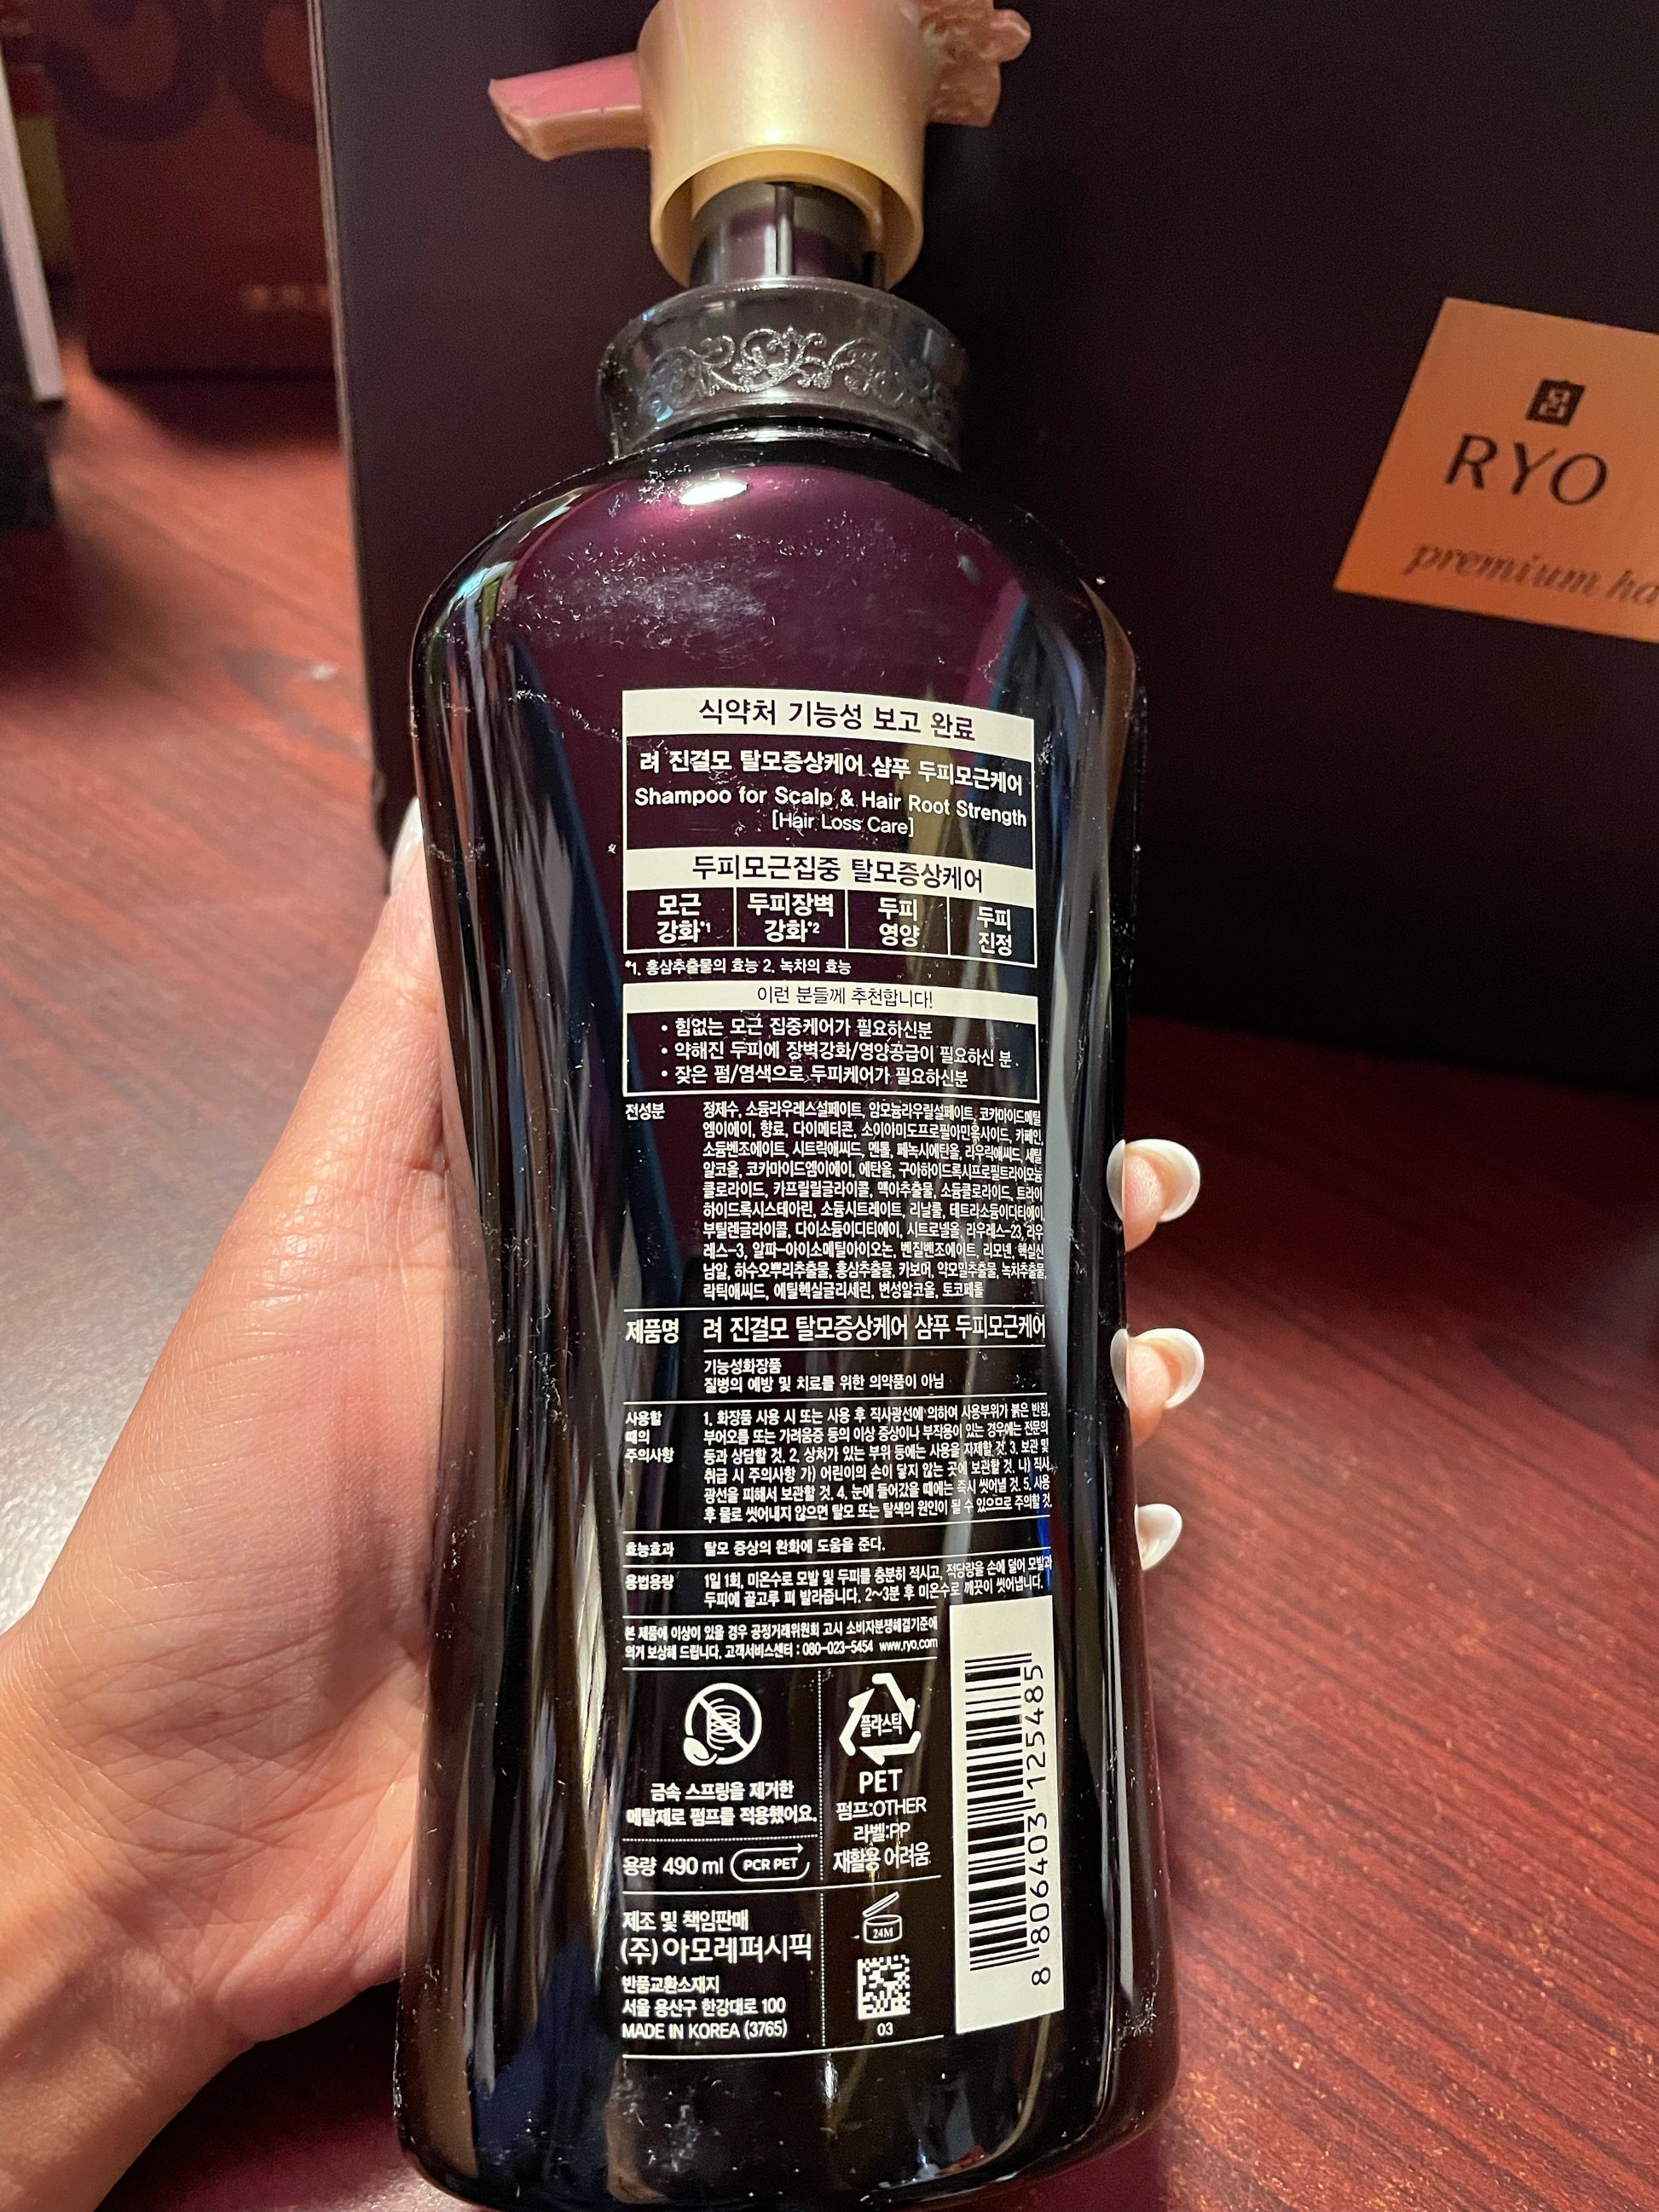 RYO
premium ha
식약처 기능성 보고 완료
려 진결모 탈모증상케어 샴푸 두피모근케어
Shampoo for Scalp & Hair Root Strength
[Hair Loss Care]
두피모근집중 탈모증상케어
모근
강화*1
두피장벽
강화*2
두피
영양
두피
진정
*1. 홍삼추출물의 효능 2. 녹차의 효능
이런 분들께 추천합니다!
• 힘없는 모근 집중케어가 필요하신분
• 약해진 두피에 장벽강화/영양공급이 필요하신 분.
• 잦은 펌/염색으로 두피케어가 필요하신분
전성분
정제수, 소듐라우레스설페이트, 암모늄라우릴설페이트, 코카마이드메틸
엠이에이, 향료, 다이메티콘, 소이아미도프로필아민옥사이드, 카페인,
소듐벤조에이트, 시트릭애씨드, 멘톨, 페녹시에탄올, 라우릭애씨드, 세틸
알코올, 코카마이드엠이에이, 에탄올, 구아하이드록시프로필트라이모늄
클로라이드, 카프릴릴글라이콜, 맥아추출물, 소듐클로라이드, 트라이
하이드록시스테아린, 소듐시트레이트, 리날룰, 테트라소듐이디티에이,
부틸렌글라이콜, 다이소듐이디티에이, 시트로넬올, 라우레스-23, 라우
레스-3, 알파-아이소메틸아이오논, 벤질벤조에이트, 리모넨, 헥실신
남알, 하수오뿌리추출물, 홍삼추출물, 카보머, 약모밀추출물, 녹차추출물,
락틱애씨드, 에틸헥실글리세린, 변성알코올, 토코페롤
제품명 려 진결모 탈모증상케어 샴푸 두피모근케어
기능성화장품
질병의 예방 및 치료를 위한 의약품이 아님
사용할
때의
주의사항
1. 화장품 사용 시 또는 사용 후 직사광선에 의하여 사용부위가 붉은 반점,
부어오름 또는 가려움증 등의 이상 증상이나 부작용이 있는 경우에는 전문의
등과 상담할 것. 2. 상처가 있는 부위 등에는 사용을 자제할 것. 3. 보관 및
취급 시 주의사항 가) 어린이의 손이 닿지 않는 곳에 보관할 것. 나) 직사
광선을 피해서 보관할 것. 4. 눈에 들어갔을 때에는 즉시 씻어낼 것. 5. 사용
후 물로 씻어내지 않으면 탈모 또는 탈색의 원인이 될 수 있으므로 주의할 것.
효능효과 탈모 증상의 완화에 도움을 준다.
용법용량 1일 1회, 미온수로 모발 및 두피를 충분히 적시고, 적당량을 손에 덜어 모발과
두피에 골고루 펴 발라줍니다. 2~3분 후 미온수로 깨끗이 씻어냅니다.
본 제품에 이상이 있을 경우 공정거래위원회 고시 소비자분쟁해결기준에
의거 보상해 드립니다. 고객서비스센터 : 080-023-5454 www.ryo.com
금속 스프링을 제거한
메탈제로 펌프를 적용했어요.
용량 490 ml PCR PET
플라스틱
PET
펌프:OTHER
라벨:PP
재활용 어려움
제조 및 책임판매
(주)아모레퍼시픽
반품교환소재지
서울 용산구 한강대로 100
MADE IN KOREA (3765)
24M
03
8 806403 125485